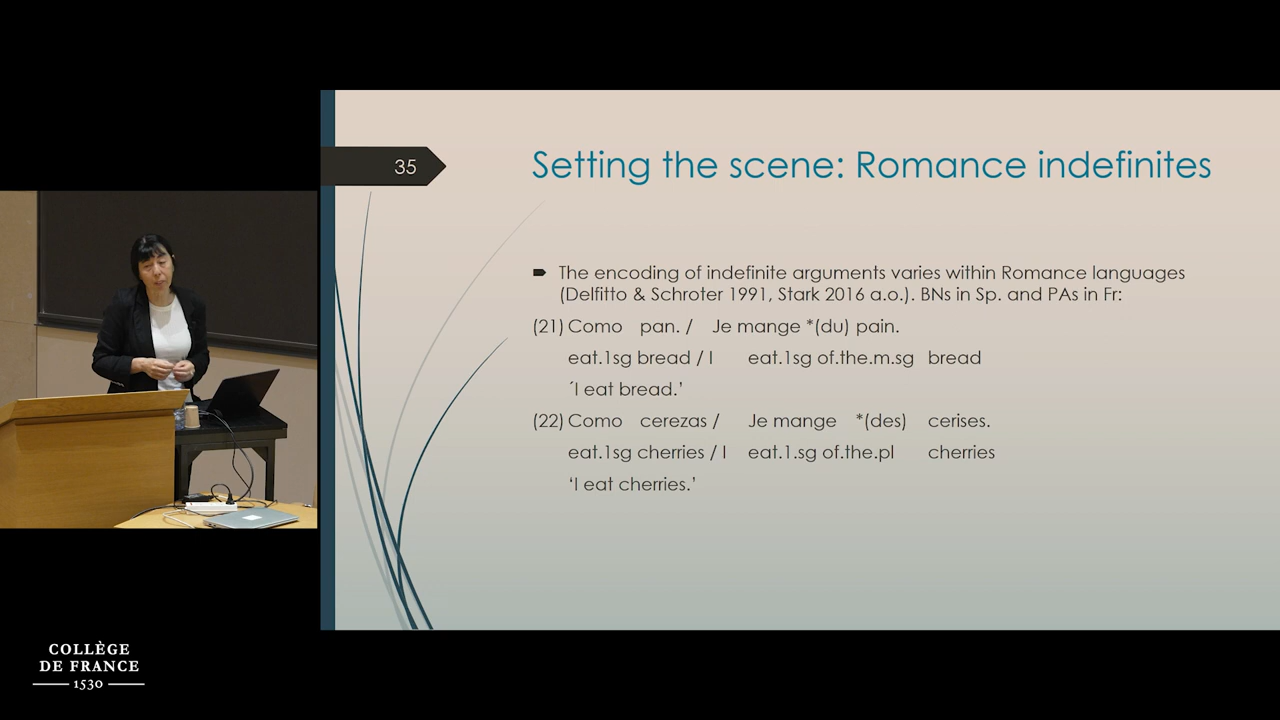 35
Setting the scene: Romance indefinites
The encoding of indefinite arguments varies within Romance languages
(Delfitto & Schroter 1991, Stark 2016 a.o.). BNs in Sp. and PAs in Fr:
(21) Como pan. / Je mange *(du) pain.
eat.1sg bread / I eat.1sg of.the.m.sg bread
´I eat bread.’
(22) Como cerezas / Je mange *(des) cerises.
eat.1sg cherries / I eat.1.sg of.the.pl cherries
‘I eat cherries.’
COLLÈGE
DE FRANCE
1530